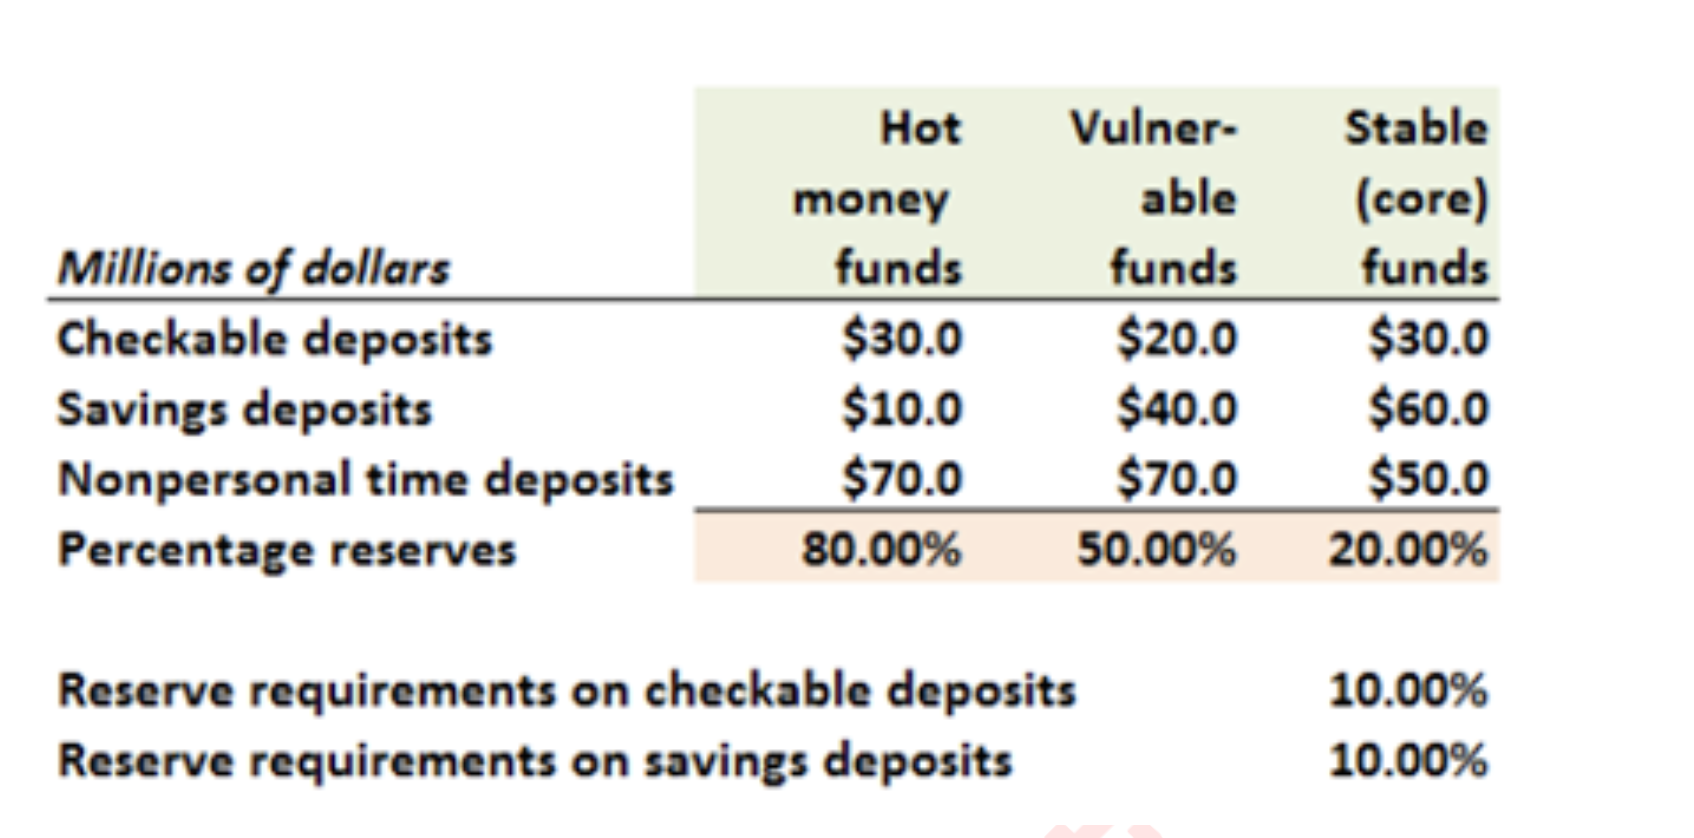 Hot Vulner- Stable
money able (core)
Millions of dollars funds funds funds
Checkable deposits $30.0 $20.0 $30.0
Savings deposits $10.0 $40.0 $60.0
Nonpersonal time deposits $70.0 $70.0 $50.0
Percentage reserves 80.00% 50.00% 20.00%
Reserve requirements on checkable deposits 10.00%
Reserve requirements on savings deposits 10.00%